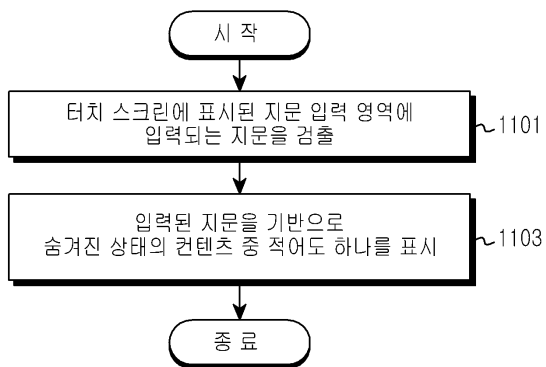 시 작
터치 스크린에 표시된 지문 입력 영역에
입력되는 지문을 검출
1101
입력된 지문을 기반으로
숨겨진 상태의 컨텐츠 중 적어도 하나를 표시
1103
종 료